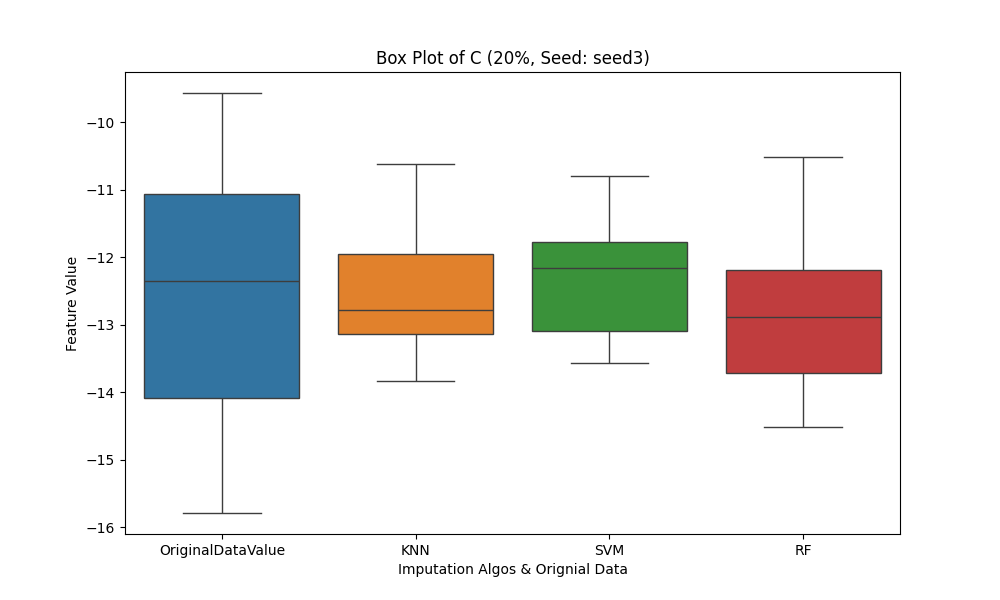 Box Plot of C (20%, Seed: seed3)
Feature Value
−10
−11
−12
−13
−14
−15
−16
OriginalDataValue
KNN
SVM
RF
Imputation Algos & Orignial Data